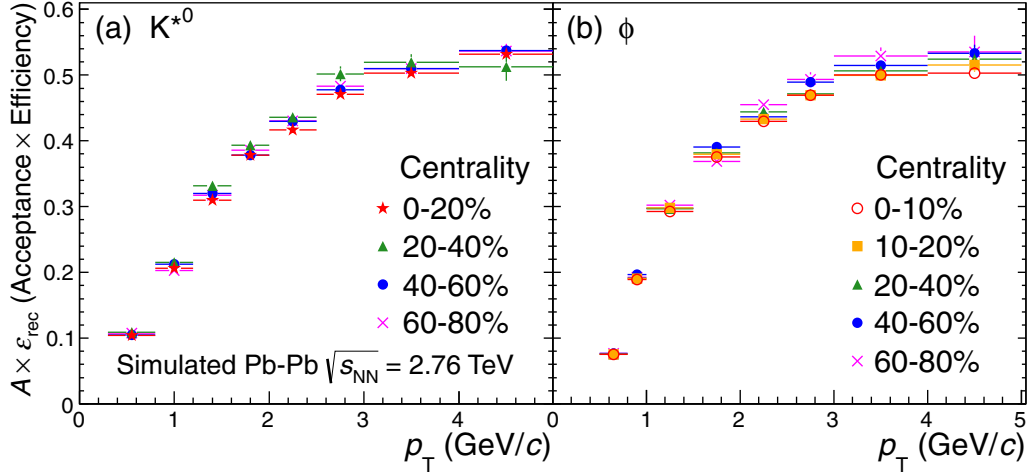 A × ε_rec (Acceptance × Efficiency)
0.6
0.5
0.4
0.3
0.2
0.1
0
(a) K*⁰
Centrality
0-20%
20-40%
40-60%
60-80%
Simulated Pb-Pb √s_NN = 2.76 TeV
1 2 3 4
p_T (GeV/c)
(b) ϕ
Centrality
0-10%
10-20%
20-40%
40-60%
60-80%
0 1 2 3 4 5
p_T (GeV/c)